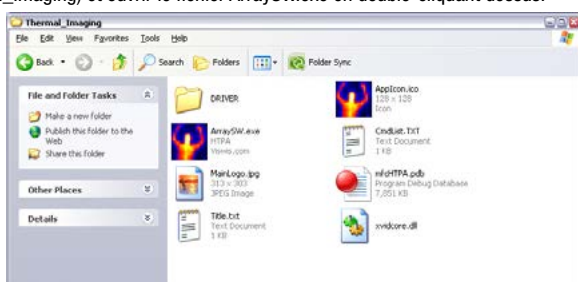 Thermal_Imaging
File Edit View Favorites Tools Help
Back Search Folders Folder Sync
File and Folder Tasks
Make a new folder
Publish this folder to the
Web
Share this folder
Other Places
Details
DRIVER
AppIcon.ico
128 x 128
Icon
ArraySW.exe
HTPA
CmdList.TXT
Text Document
1 KB
MainLogo.jpg
313 x 303
JPEG Image
mfcHTPA.pdb
Program Debug Database
7,051 KB
Title.txt
Text Document
1 KB
xvidcore.dll